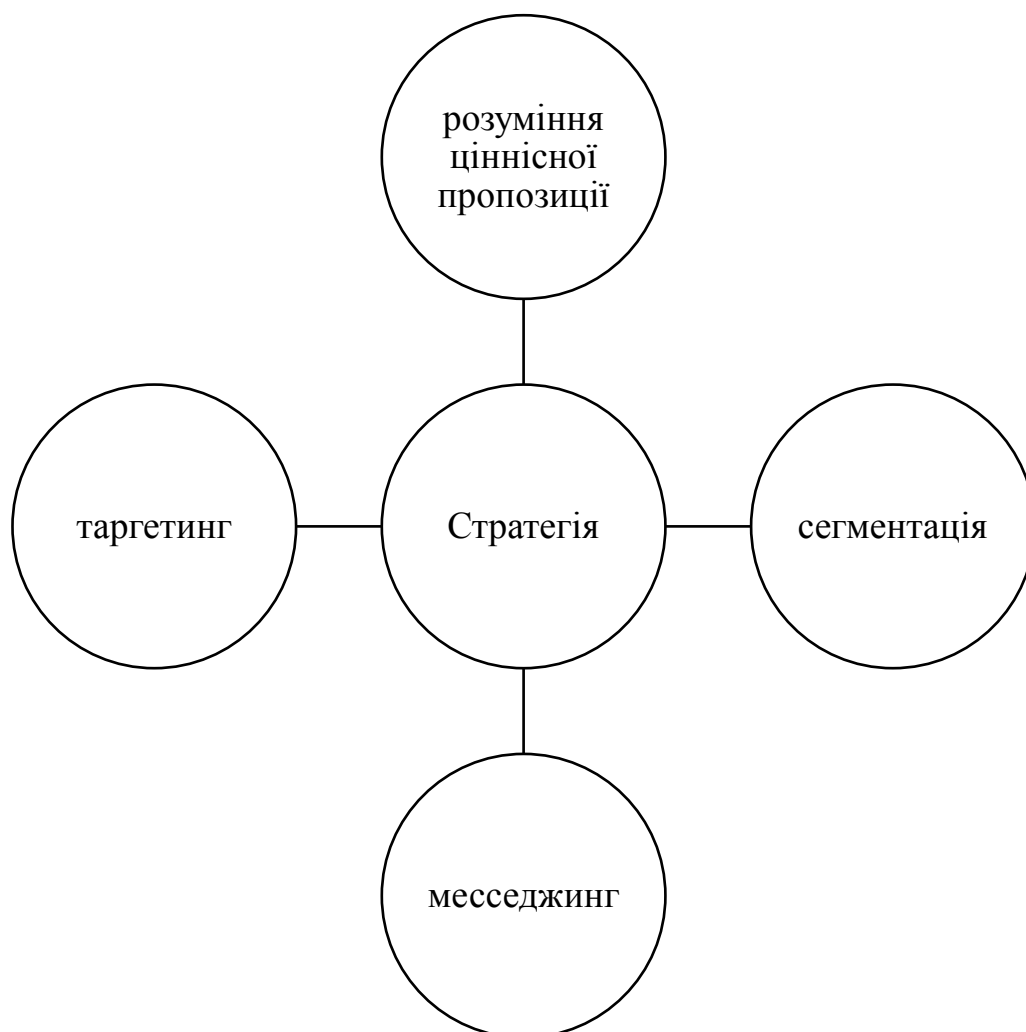 розуміння
ціннісної
пропозиції
таргетинг
Стратегія
сегментація
месседжинг